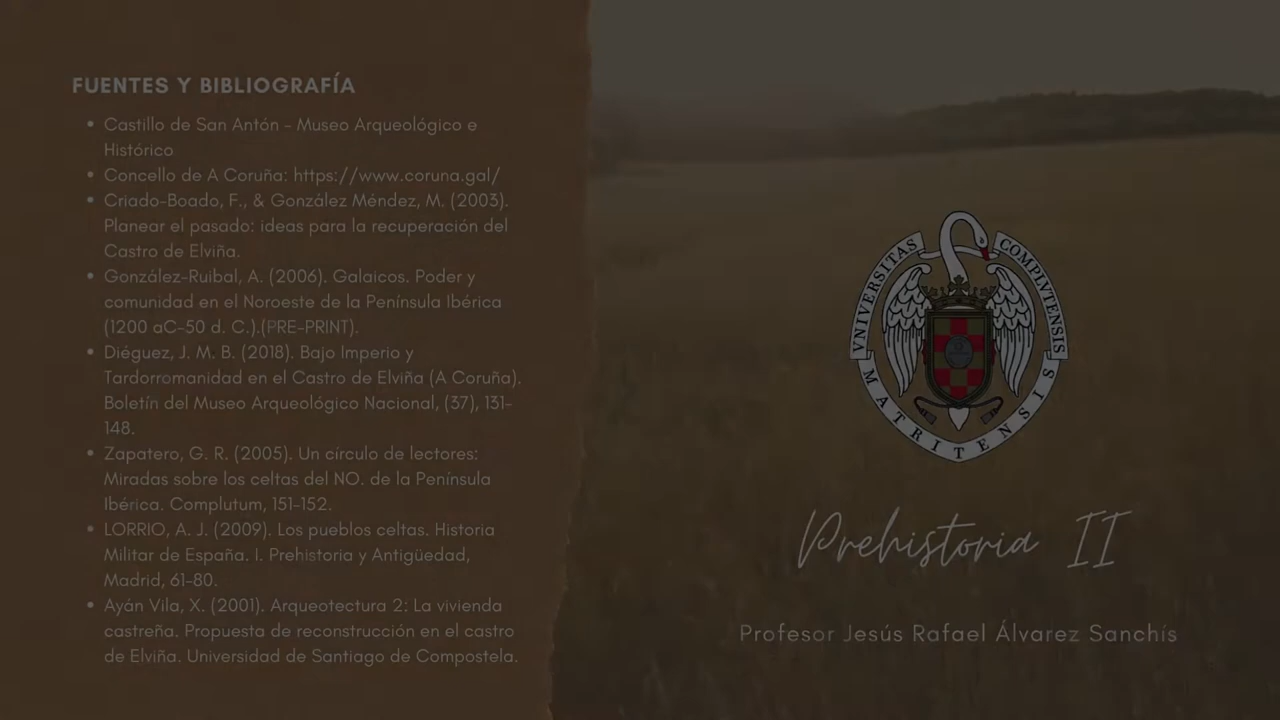 FUENTES Y BIBLIOGRAFÍA
• Castillo de San Antón - Museo Arqueológico e
Histórico
• Concello de A Coruña: https://www.coruna.gal/
• Criado-Boado, F., & González Méndez, M. (2003).
Planear el pasado: ideas para la recuperación del
Castro de Elviña.
• González-Ruibal, A. (2006). Galaicos. Poder y
comunidad en el Noroeste de la Península Ibérica
(1200 aC-50 d. C.).(PRE-PRINT).
• Diéguez, J. M. B. (2018). Bajo Imperio y
Tardorromanidad en el Castro de Elviña (A Coruña).
Boletín del Museo Arqueológico Nacional, (37), 131-
148.
• Zapatero, G. R. (2005). Un círculo de lectores:
Miradas sobre los celtas del NO. de la Península
Ibérica. Complutum, 151-152.
• LORRIO, A. J. (2009). Los pueblos celtas. Historia
Militar de España. I. Prehistoria y Antigüedad,
Madrid, 61-80.
• Ayán Vila, X. (2001). Arqueotectura 2: La vivienda
castreña. Propuesta de reconstrucción en el castro
de Elviña. Universidad de Santiago de Compostela.
VNIVERSITAS
COMPLVTENSIS
MATRITENSIS
Prehistoria II
Profesor Jesús Rafael Álvarez Sanchís